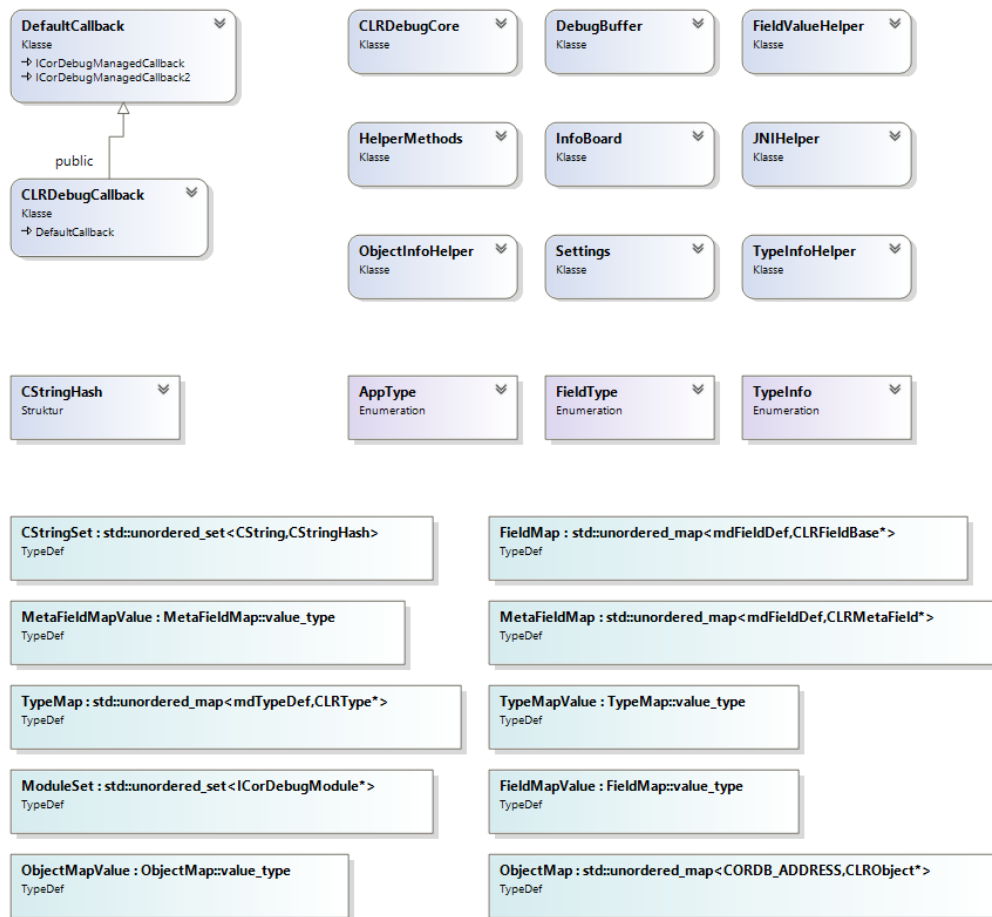 DefaultCallback
Klasse
ICorDebugManagedCallback
ICorDebugManagedCallback2
public
CLRDebugCallback
Klasse
DefaultCallback
CLRDebugCore
Klasse
DebugBuffer
Klasse
FieldValueHelper
Klasse
HelperMethods
Klasse
InfoBoard
Klasse
JNIHelper
Klasse
ObjectInfoHelper
Klasse
Settings
Klasse
TypeInfoHelper
Klasse
CStringHash
Struktur
AppType
Enumeration
FieldType
Enumeration
TypeInfo
Enumeration
CStringSet : std::unordered_set<CString,CStringHash>
TypeDef
FieldMap : std::unordered_map<mdFieldDef,CLRFieldBase*>
TypeDef
MetaFieldMapValue : MetaFieldMap::value_type
TypeDef
MetaFieldMap : std::unordered_map<mdFieldDef,CLRMetaField*>
TypeDef
TypeMap : std::unordered_map<mdTypeDef,CLRType*>
TypeDef
TypeMapValue : TypeMap::value_type
TypeDef
ModuleSet : std::unordered_set<ICorDebugModule*>
TypeDef
FieldMapValue : FieldMap::value_type
TypeDef
ObjectMapValue : ObjectMap::value_type
TypeDef
ObjectMap : std::unordered_map<CORDB_ADDRESS,CLRObject*>
TypeDef